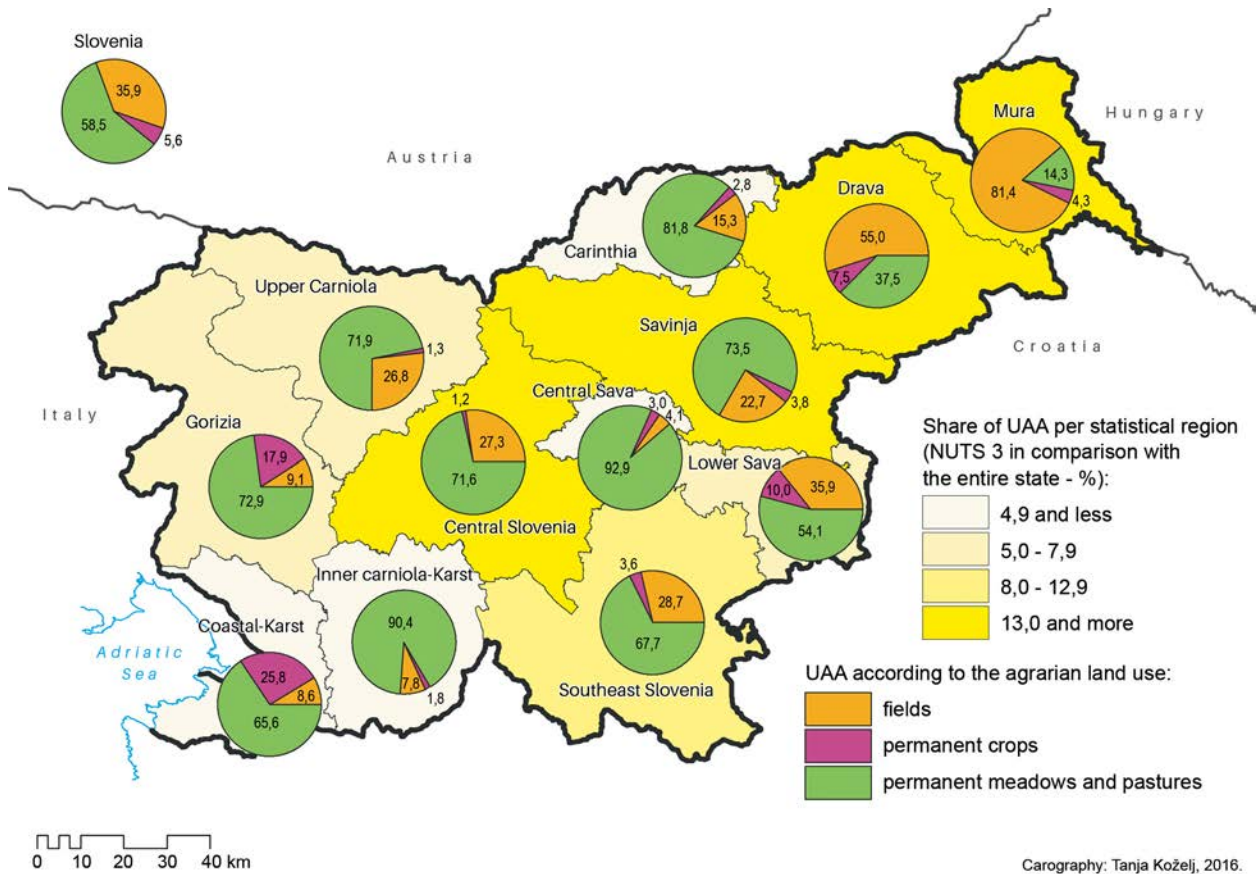 Slovenia
35,9
58,5
5,6
Austria
Hungary
Mura
81,4
14,3
4,3
Drava
55,0
7,5
37,5
2,8
81,8
15,3
Carinthia
Upper Carniola
71,9
1,3
26,8
Savinja
73,5
22,7
3,8
Croatia
Italy
Gorizia
17,9
9,1
72,9
1,2
27,3
71,6
Central Slovenia
Central Sava
3,0
4,1
92,9
Lower Sava
10,0
35,9
54,1
Inner carniola-Karst
90,4
7,8
1,8
Coastal-Karst
25,8
8,6
65,6
Adriatic
Sea
3,6
28,7
67,7
Southeast Slovenia
Share of UAA per statistical region
(NUTS 3 in comparison with
the entire state - %):
4,9 and less
5,0 - 7,9
8,0 - 12,9
13,0 and more
UAA according to the agrarian land use:
fields
permanent crops
permanent meadows and pastures
0 10 20 30 40 km
Carography: Tanja Koželj, 2016.